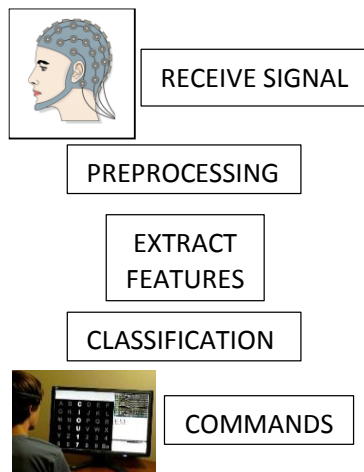 RECEIVE SIGNAL
PREPROCESSING
EXTRACT
FEATURES
CLASSIFICATION
COMMANDS